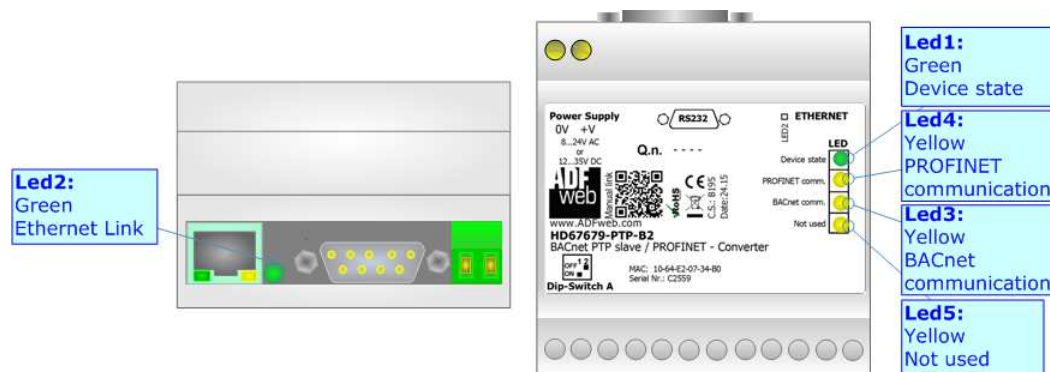 Led2:
Green
Ethernet Link
Power Supply
0V +V
8...24V AC
or
12...35V DC
RS232
ETHERNET
LED2
Q.n. - - - -
LED
Device state
PROFINET comm.
BACnet comm.
Not used
ADF
web
Manual link
RoHS
CE
C.S.: B195
Date:24.15
www.ADFweb.com
HD67679-PTP-B2
BACnet PTP slave / PROFINET - Converter
OFF 1 2
ON
Dip-Switch A
MAC: 10-64-E2-07-34-B0
Serial Nr.: C2559
Led1:
Green
Device state
Led4:
Yellow
PROFINET
communication
Led3:
Yellow
BACnet
communication
Led5:
Yellow
Not used